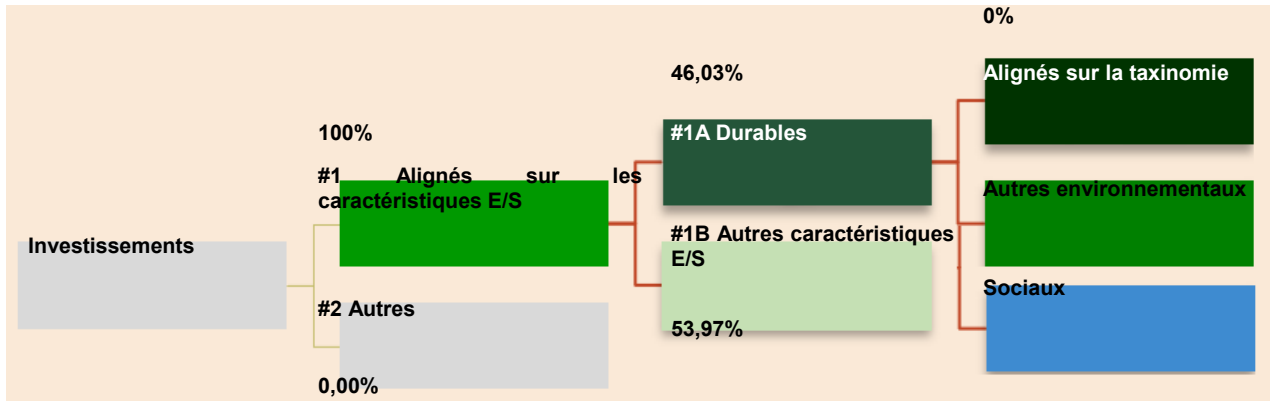 Investissements
100%
#1 Alignés sur les
caractéristiques E/S
#2 Autres
0,00%
46,03%
#1A Durables
#1B Autres caractéristiques
E/S
53,97%
0%
Alignés sur la taxinomie
Autres environnementaux
Sociaux